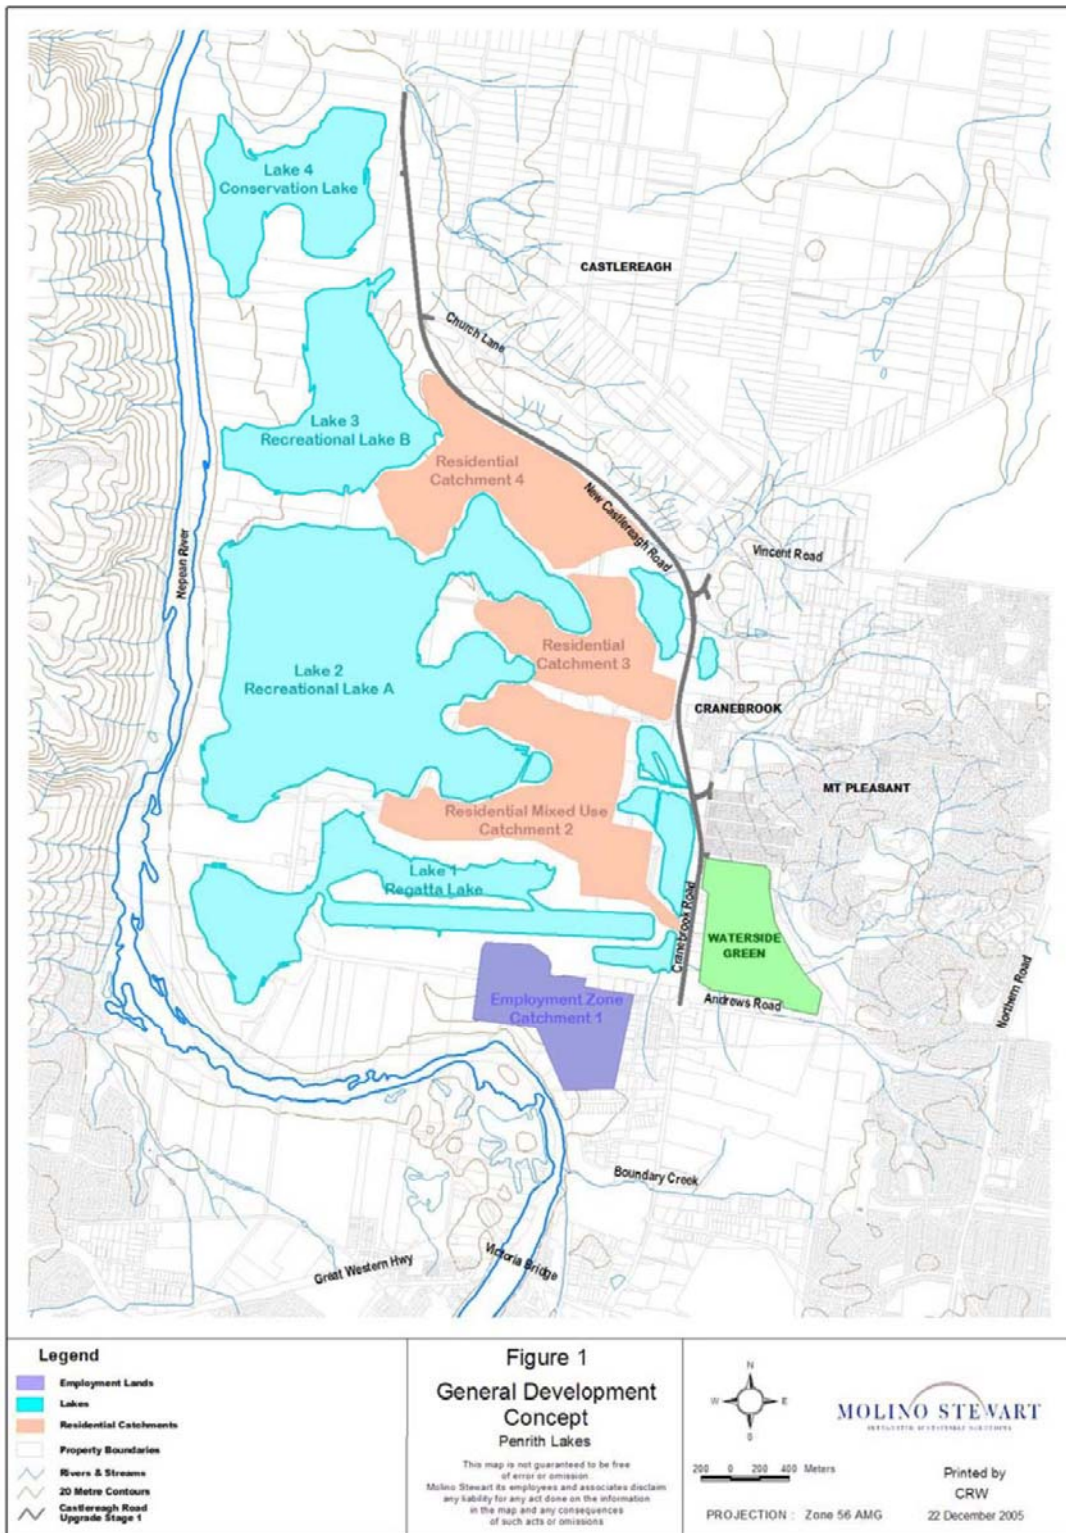 Lake 4
Conservation Lake
CASTLEREAGH
Church Lane
Lake 3
Recreational Lake B
Residential
Catchment 4
New Castlereagh Road
Vincent Road
Nepean River
Residential
Catchment 3
Lake 2
Recreational Lake A
CRANEBROOK
MT PLEASANT
Residential Mixed Use
Catchment 2
Lake 1
Regatta Lake
Cranebrook Road
WATERSIDE
GREEN
Employment Zone
Catchment 1
Andrews Road
Northern Road
Boundary Creek
Great Western Hwy
Victoria Bridge
Legend
Employment Lands
Lakes
Residential Catchments
Property Boundaries
Rivers & Streams
20 Metre Contours
Castlereagh Road
Upgrade Stage 1
Figure 1
General Development
Concept
Penrith Lakes
This map is not guaranteed to be free
of error or omission
Molino Stewart its employees and associates disclaim
any liability for any act done on the information
in the map and any consequences
of such acts or omissions
N
W E
S
200 0 200 400 Meters
PROJECTION : Zone 56 AMG
MOLINO STEWART
INTEGRATED SUSTAINABLE SOLUTIONS
Printed by
CRW
22 December 2005